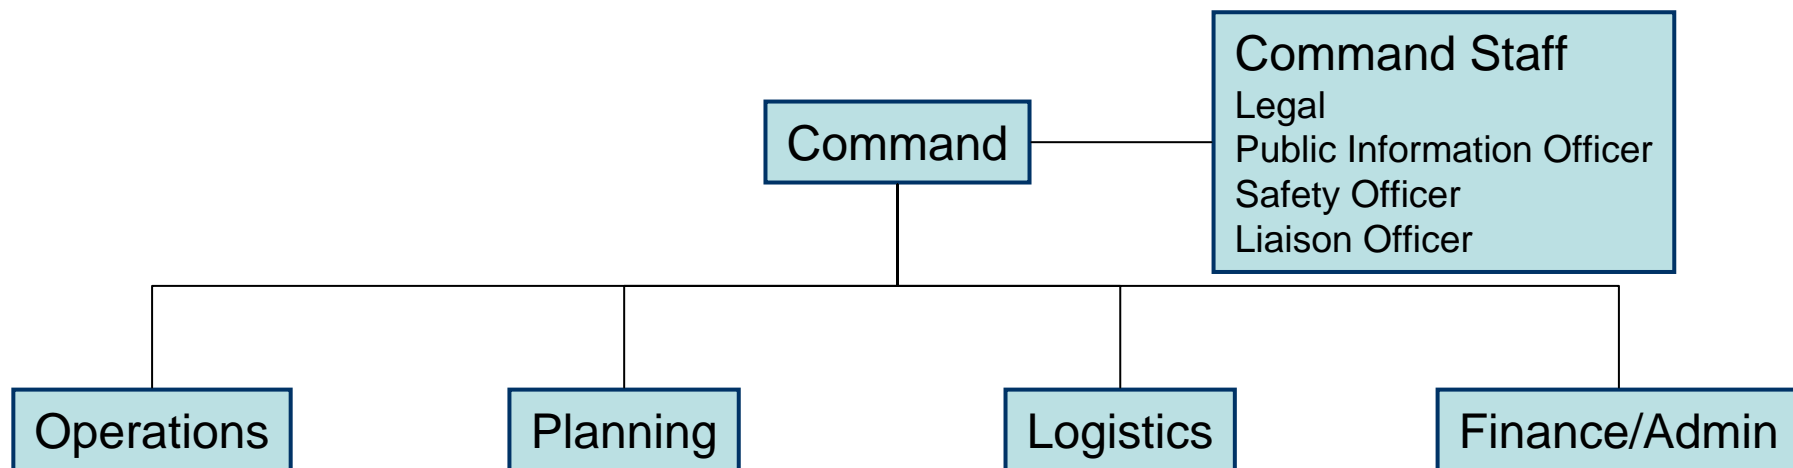 Command Staff
Legal
Public Information Officer
Safety Officer
Liaison Officer
Command
Operations
Planning
Logistics
Finance/Admin